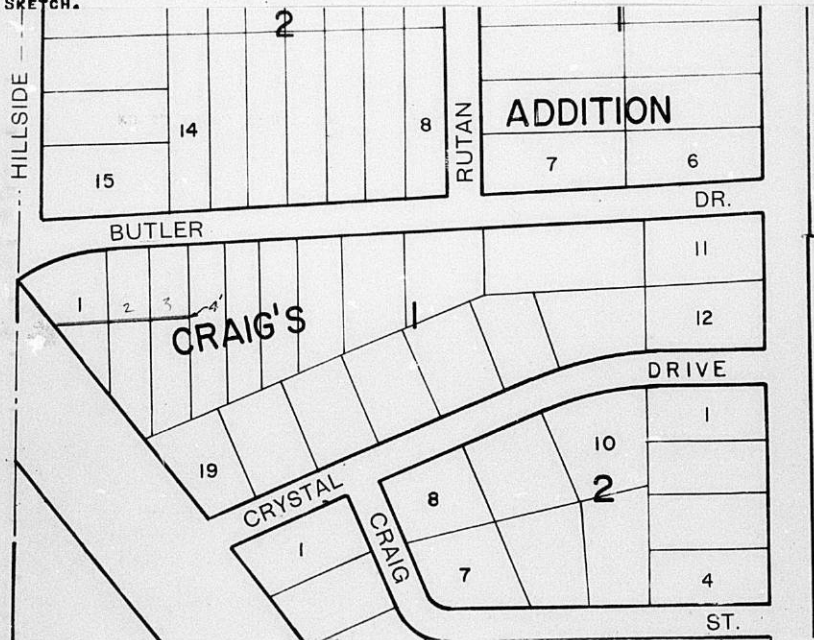 SKETCH.
2
1
HILLSIDE
RUTAN
ADDITION
14
8
15
7
6
BUTLER
DR.
11
1
2
3
4'
CRAIG'S
1
12
DRIVE
1
19
10
CRYSTAL
8
2
CRAIG
1
7
4
ST.